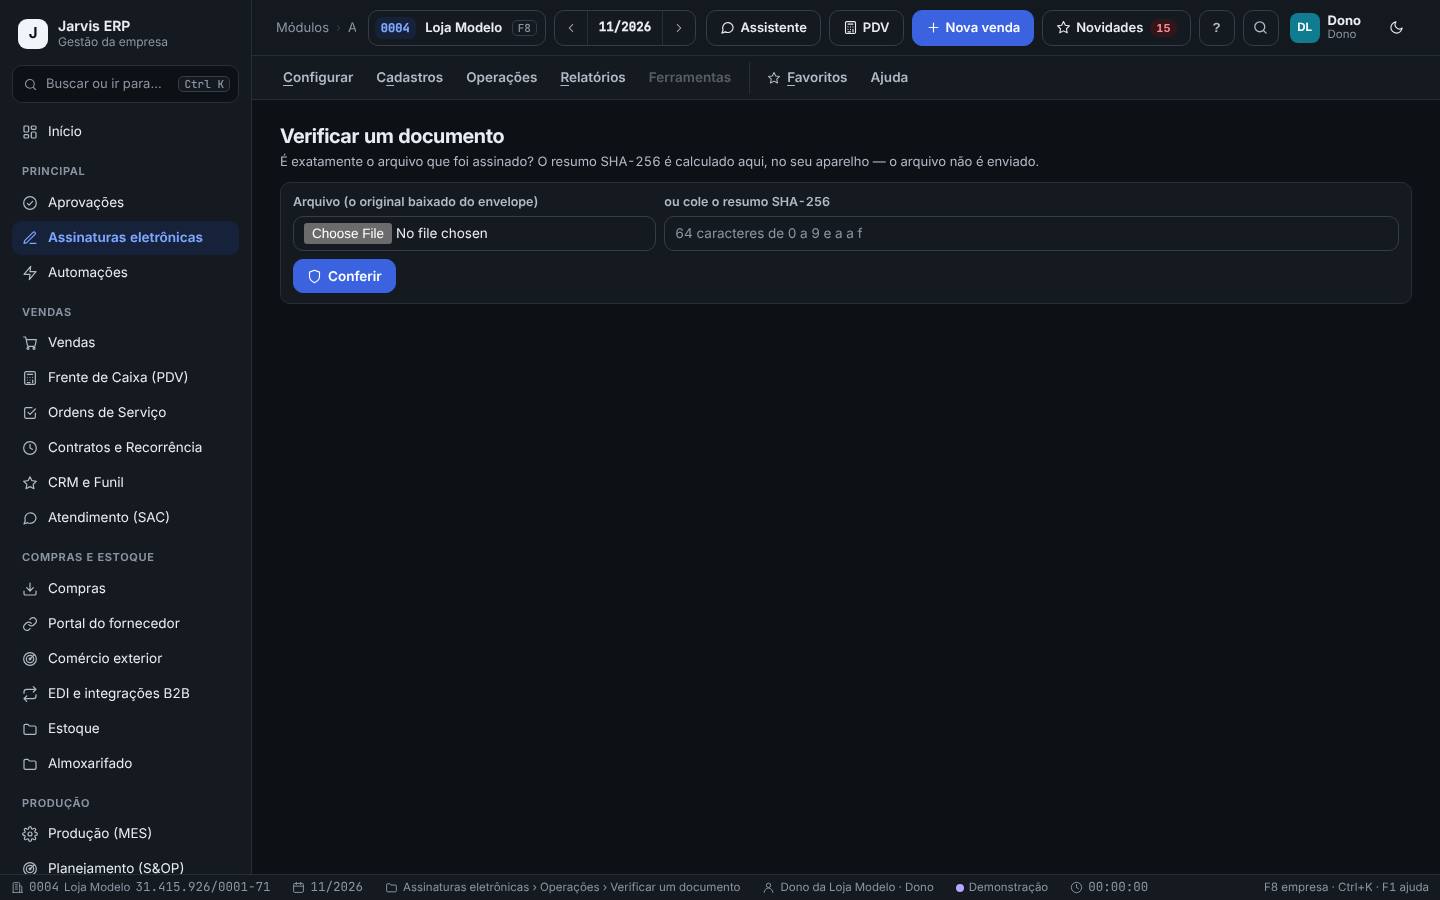 J
Jarvis ERP
Gestão da empresa
Buscar ou ir para...
Ctrl K
Início
PRINCIPAL
Aprovações
Assinaturas eletrônicas
Automações
VENDAS
Vendas
Frente de Caixa (PDV)
Ordens de Serviço
Contratos e Recorrência
CRM e Funil
Atendimento (SAC)
COMPRAS E ESTOQUE
Compras
Portal do fornecedor
Comércio exterior
EDI e integrações B2B
Estoque
Almoxarifado
PRODUÇÃO
Produção (MES)
Planejamento (S&OP)
Módulos › A
0004 Loja Modelo F8
‹ 11/2026 ›
Assistente
PDV
+ Nova venda
Novidades 15
?
DL
Dono
Dono
Configurar
Cadastros
Operações
Relatórios
Ferramentas
Favoritos
Ajuda
Verificar um documento
É exatamente o arquivo que foi assinado? O resumo SHA-256 é calculado aqui, no seu aparelho — o arquivo não é enviado.
Arquivo (o original baixado do envelope)
Choose File No file chosen
ou cole o resumo SHA-256
64 caracteres de 0 a 9 e a a f
Conferir
0004 Loja Modelo 31.415.926/0001-71
11/2026
Assinaturas eletrônicas › Operações › Verificar um documento
Dono da Loja Modelo · Dono
Demonstração
00:00:00
F8 empresa · Ctrl+K · F1 ajuda